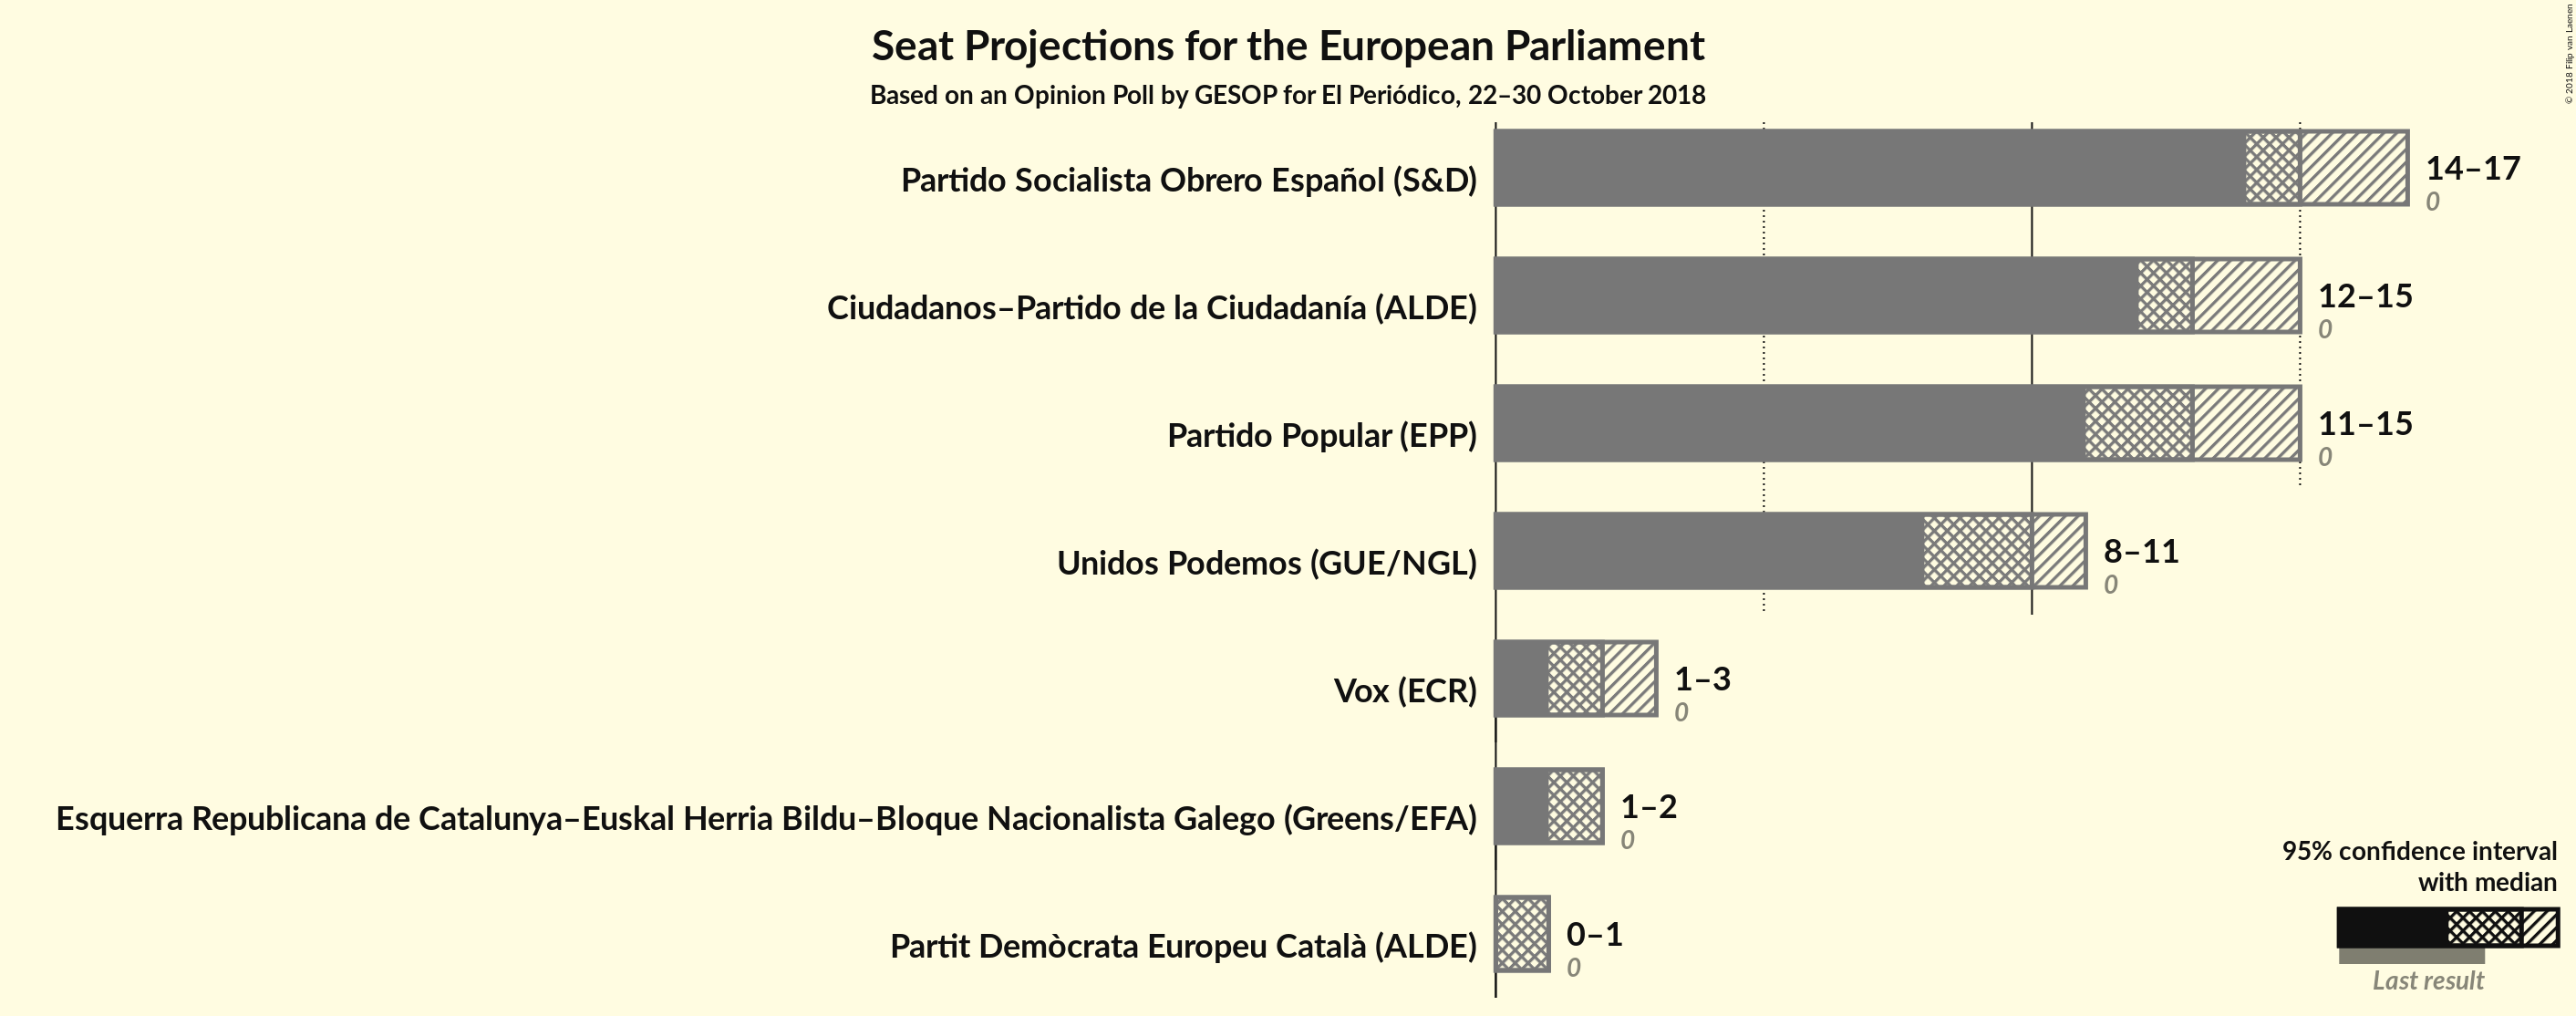 Seat Projections for the European Parliament
Based on an Opinion Poll by GESOP for El Periódico, 22–30 October 2018
© 2018 Filip van Laenen
Partido Socialista Obrero Español (S&D)
14–17
0
Ciudadanos–Partido de la Ciudadanía (ALDE)
12–15
0
Partido Popular (EPP)
11–15
0
Unidos Podemos (GUE/NGL)
8–11
0
Vox (ECR)
1–3
0
Esquerra Republicana de Catalunya–Euskal Herria Bildu–Bloque Nacionalista Galego (Greens/EFA)
1–2
0
Partit Demòcrata Europeu Català (ALDE)
0–1
0
95% confidence interval
with median
Last result